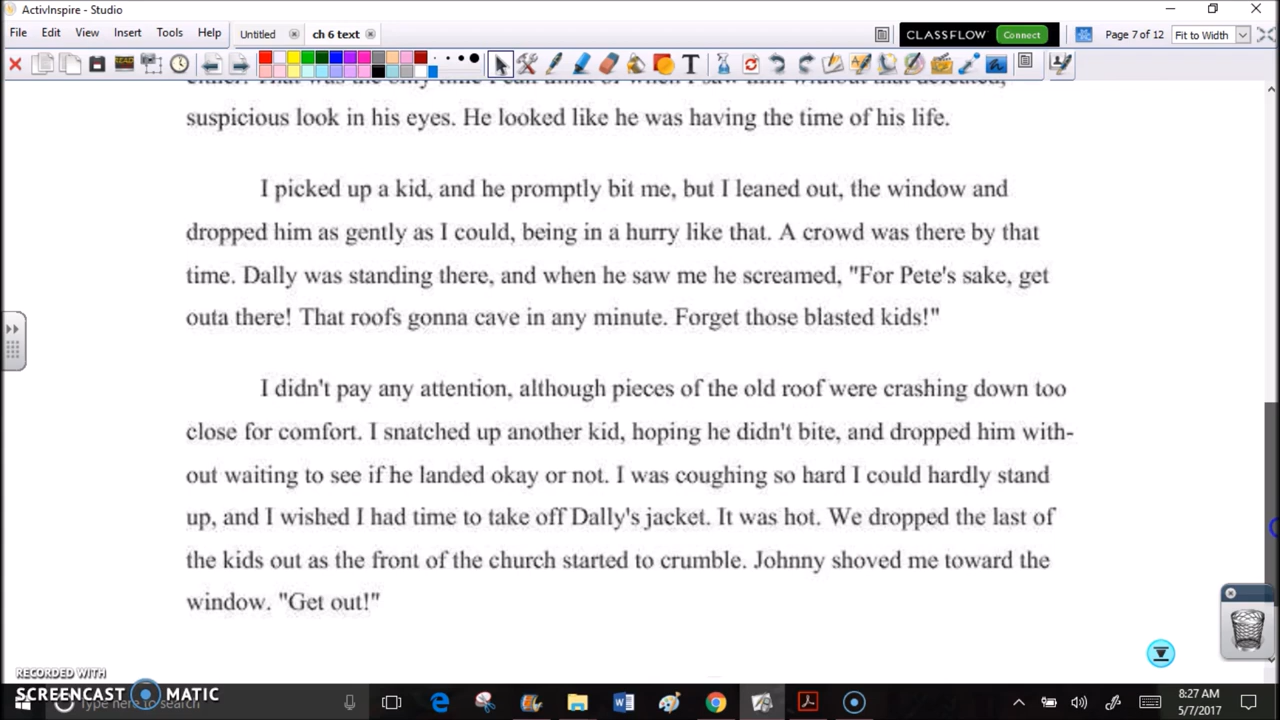 ActivInspire - Studio
File Edit View Insert Tools Help Untitled ch 6 text CLASSFLOW Connect Page 7 of 12 Fit to Width
suspicious look in his eyes. He looked like he was having the time of his life.
I picked up a kid, and he promptly bit me, but I leaned out, the window and
dropped him as gently as I could, being in a hurry like that. A crowd was there by that
time. Dally was standing there, and when he saw me he screamed, "For Pete's sake, get
outa there! That roofs gonna cave in any minute. Forget those blasted kids!"
I didn't pay any attention, although pieces of the old roof were crashing down too
close for comfort. I snatched up another kid, hoping he didn't bite, and dropped him with-
out waiting to see if he landed okay or not. I was coughing so hard I could hardly stand
up, and I wished I had time to take off Dally's jacket. It was hot. We dropped the last of
the kids out as the front of the church started to crumble. Johnny shoved me toward the
window. "Get out!"
RECORDED WITH
SCREENCAST MATIC
Type here to search
8:27 AM
5/7/2017